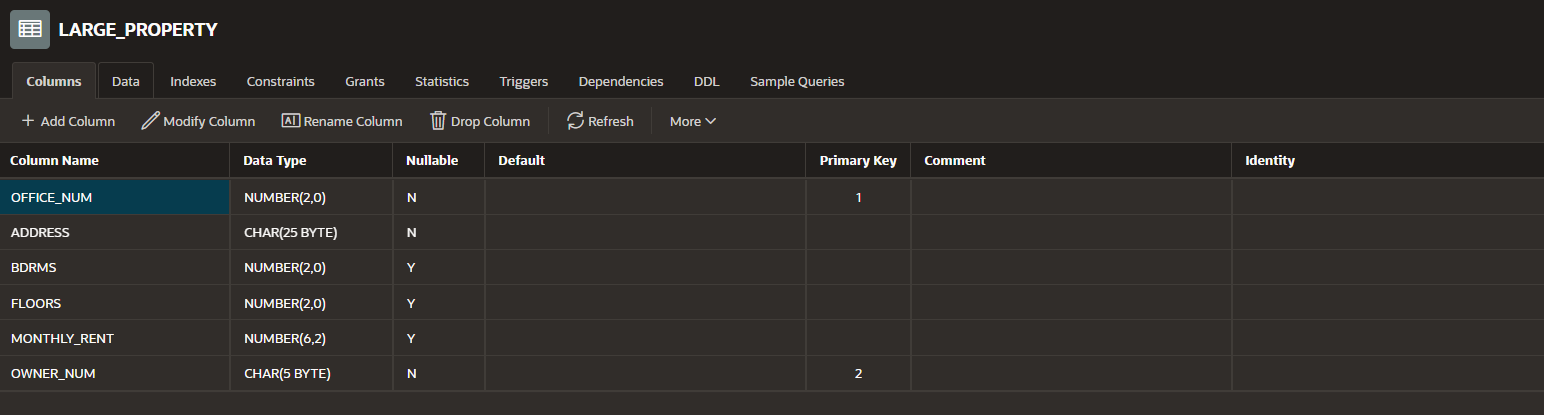 LARGE_PROPERTY
Columns Data Indexes Constraints Grants Statistics Triggers Dependencies DDL Sample Queries
Add Column Modify Column Rename Column Drop Column Refresh More
Column Name Data Type Nullable Default Primary Key Comment Identity
OFFICE_NUM NUMBER(2,0) N 1
ADDRESS CHAR(25 BYTE) N
BDRMS NUMBER(2,0) Y
FLOORS NUMBER(2,0) Y
MONTHLY_RENT NUMBER(6,2) Y
OWNER_NUM CHAR(5 BYTE) N 2